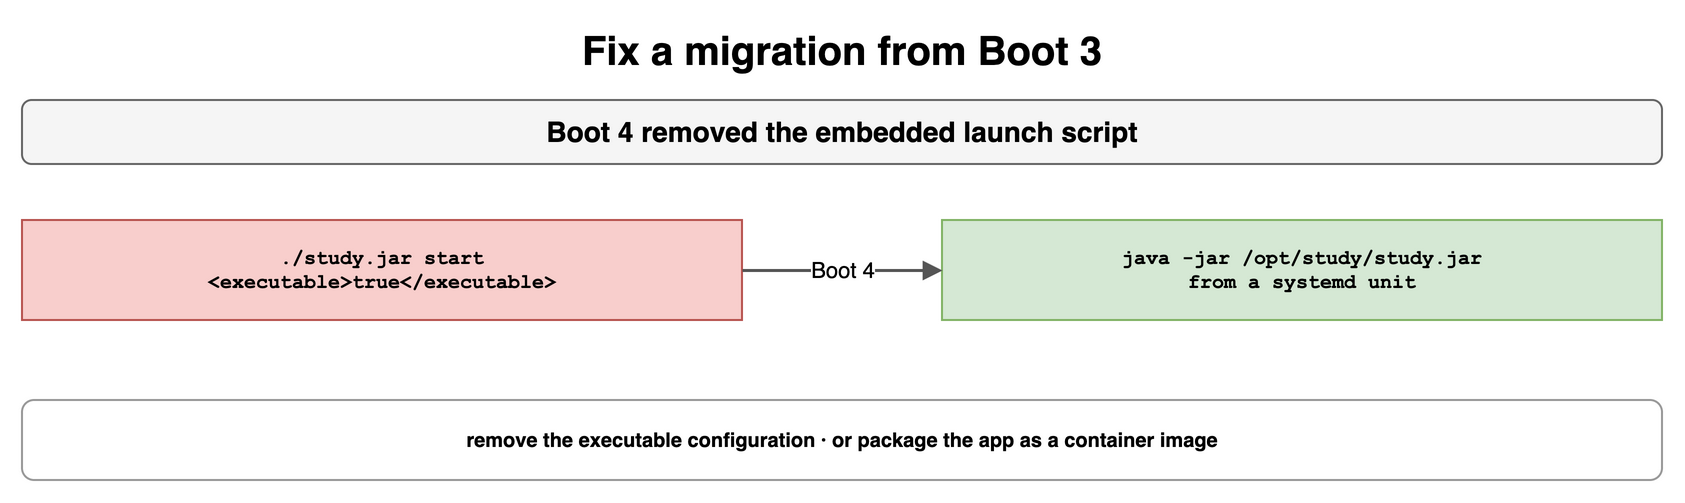 Fix a migration from Boot 3
Boot 4 removed the embedded launch script
./study.jar start
<executable>true</executable>
Boot 4
java -jar /opt/study/study.jar
from a systemd unit
remove the executable configuration · or package the app as a container image